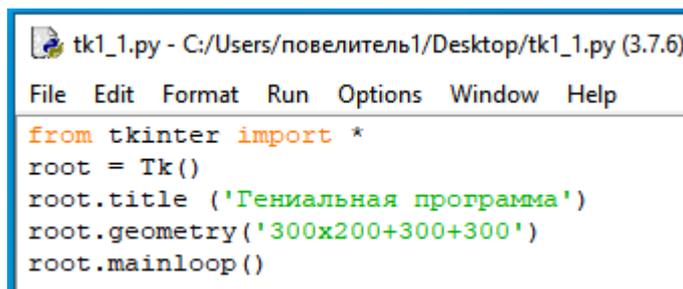 tk1_1.py - C:/Users/повелитель1/Desktop/tk1_1.py (3.7.6)
File Edit Format Run Options Window Help
from tkinter import *
root = Tk()
root.title ('Гениальная программа')
root.geometry('300x200+300+300')
root.mainloop()